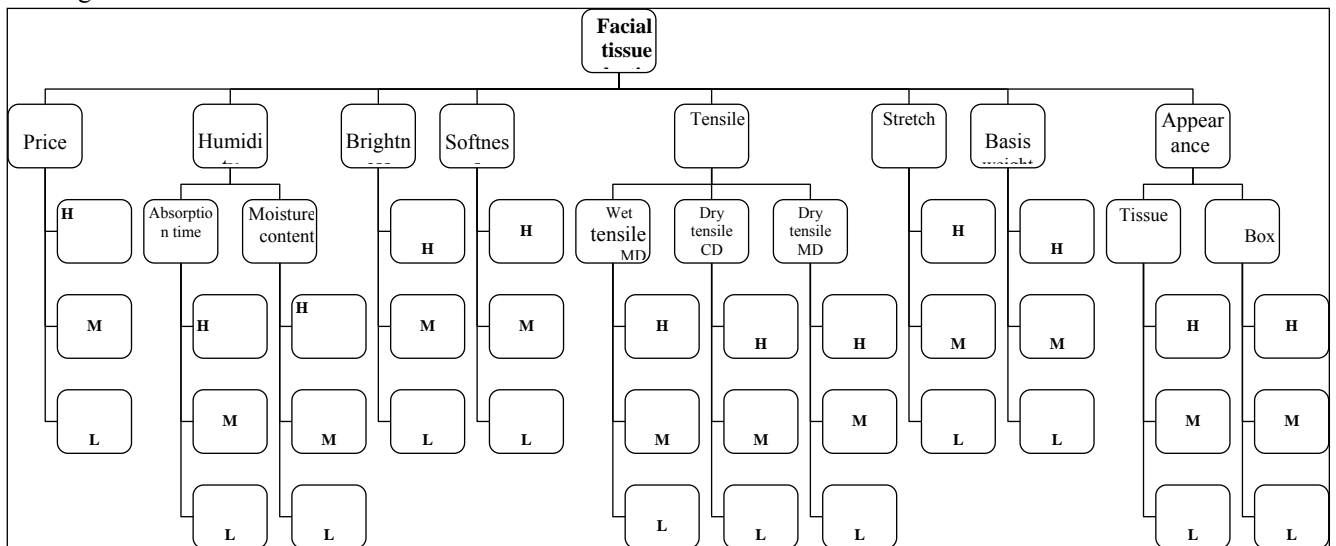 Facial
tissue
Price
Humidi
Brightn
Softnes
Tensile
Stretch
Basis
weight
Appear
ance
Absorptio
n time
Moisture
content
Wet
tensile
MD
Dry
tensile
CD
Dry
tensile
MD
Tissue
Box
H
H
H
H
H
M
H
H
M
M
H
H
H
M
M
H
H
L
M
M
L
L
M
M
M
L
L
M
M
L
L
L
L
L
L
L